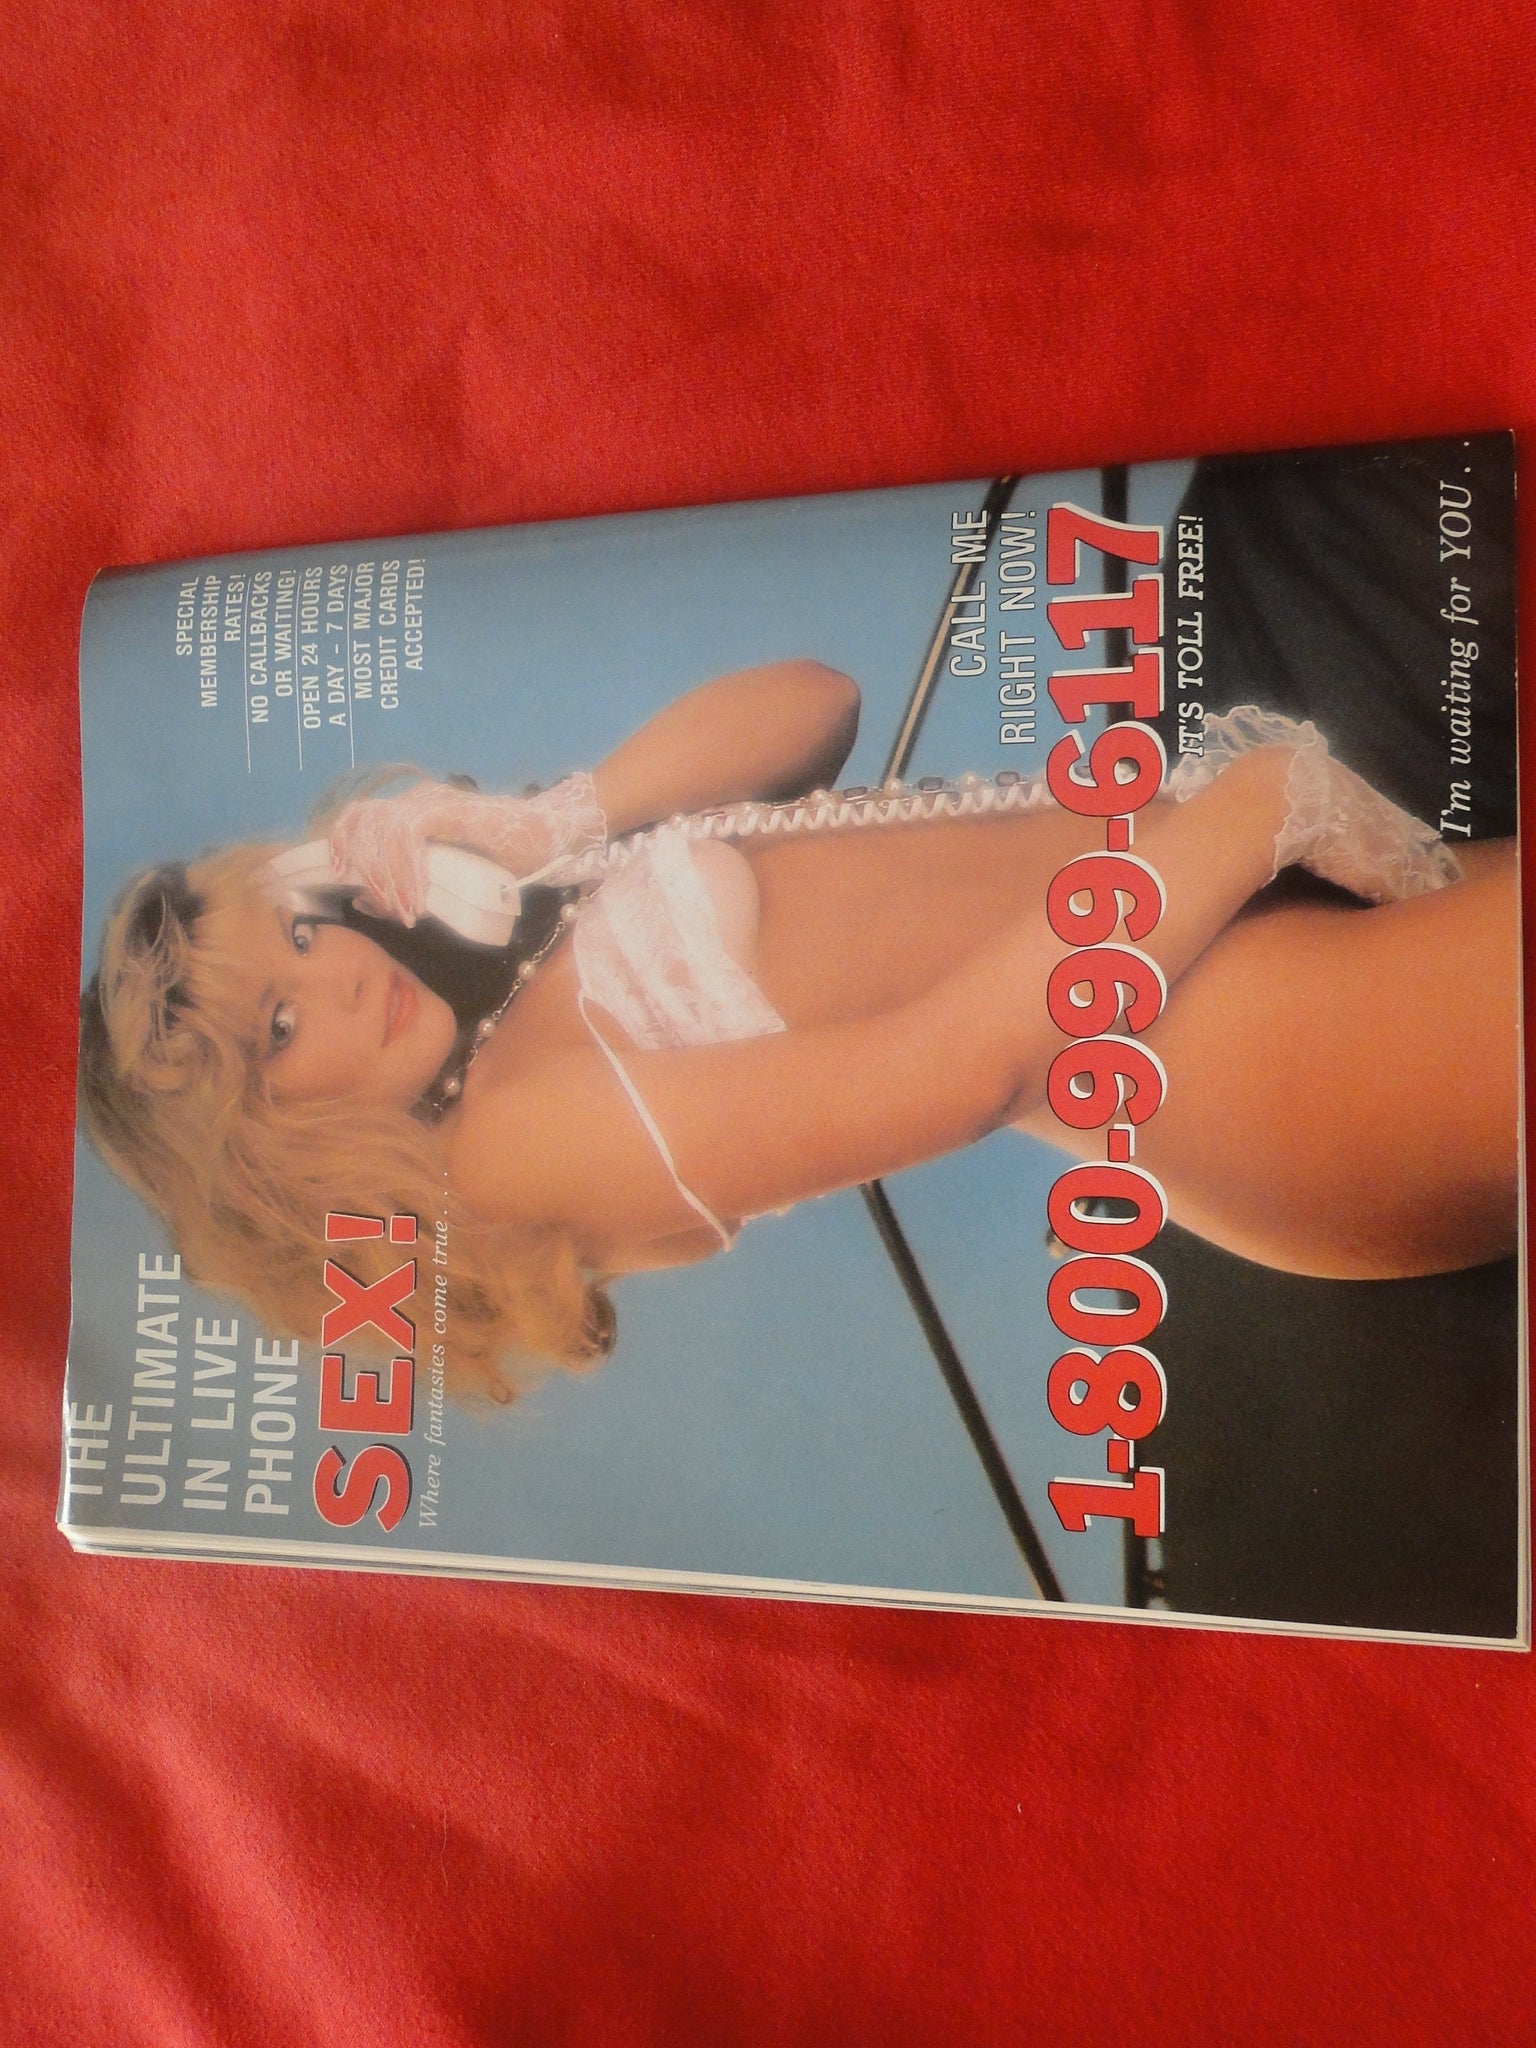 THE
ULTIMATE
IN LIVE
PHONE
SEX!
Where fantasies come true....
SPECIAL
MEMBERSHIP
RATES!
NO CALLBACKS
OR WAITING!
OPEN 24 HOURS
A DAY - 7 DAYS
MOST MAJOR
CREDIT CARDS
ACCEPTED!
CALL ME
RIGHT NOW!
1-800-999-6117
IT'S TOLL FREE!
I'm waiting for YOU...